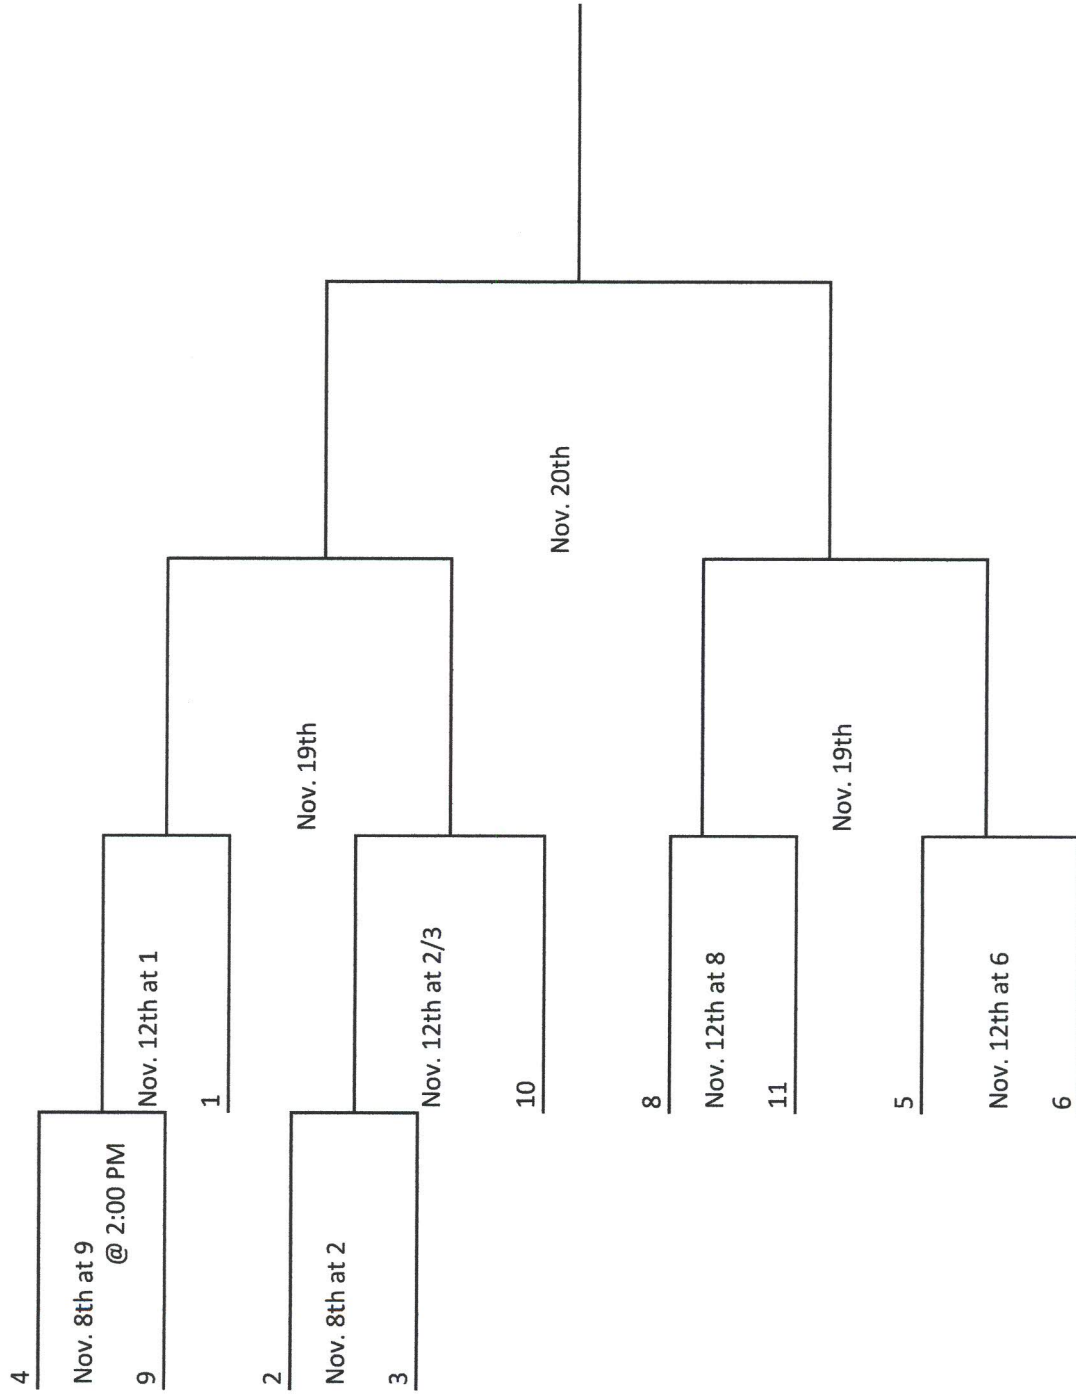 4
Nov. 8th at 9
@ 2:00 PM
9
Nov. 12th at 1
1
2
Nov. 8th at 2
3
Nov. 12th at 2/3
10
Nov. 19th
8
Nov. 12th at 8
11
5
Nov. 12th at 6
6
Nov. 19th
Nov. 20th